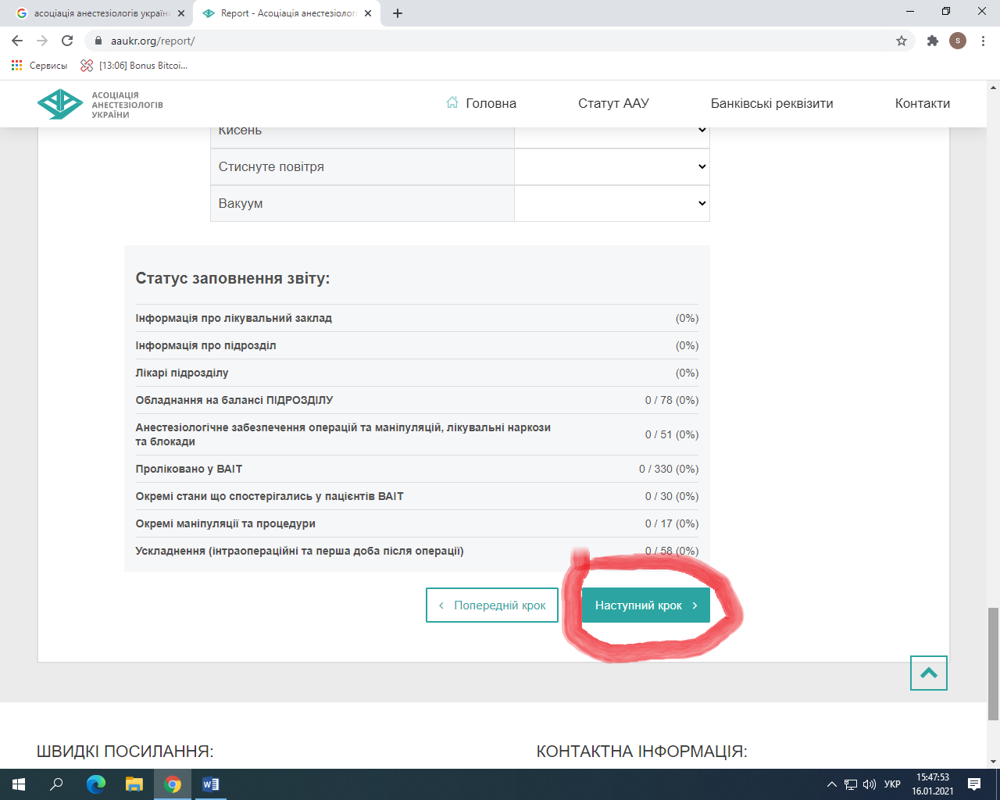 асоціація анестезіологів україни
Report - Асоціація анестезіологі
aaukr.org/report/
S
Сервисы
[13:06] Bonus Bitcoi...
АСОЦІАЦІЯ
АНЕСТЕЗІОЛОГІВ
УКРАЇНИ
Головна
Статут ААУ
Банківські реквізити
Контакти
Кисень
Стиснуте повітря
Вакуум
Статус заповнення звіту:
Інформація про лікувальний заклад (0%)
Інформація про підрозділ (0%)
Лікарі підрозділу (0%)
Обладнання на балансі ПІДРОЗДІЛУ 0 / 78 (0%)
Анестезіологічне забезпечення операцій та маніпуляцій, лікувальні наркози
та блокади 0 / 51 (0%)
Проліковано у ВАІТ 0 / 330 (0%)
Окремі стани що спостерігались у пацієнтів ВАІТ 0 / 30 (0%)
Окремі маніпуляції та процедури 0 / 17 (0%)
Ускладнення (інтраопераційні та перша доба після операції) 0 / 58 (0%)
Попередній крок
Наступний крок
ШВИДКІ ПОСИЛАННЯ:
КОНТАКТНА ІНФОРМАЦІЯ:
УКР
15:47:53
16.01.2021